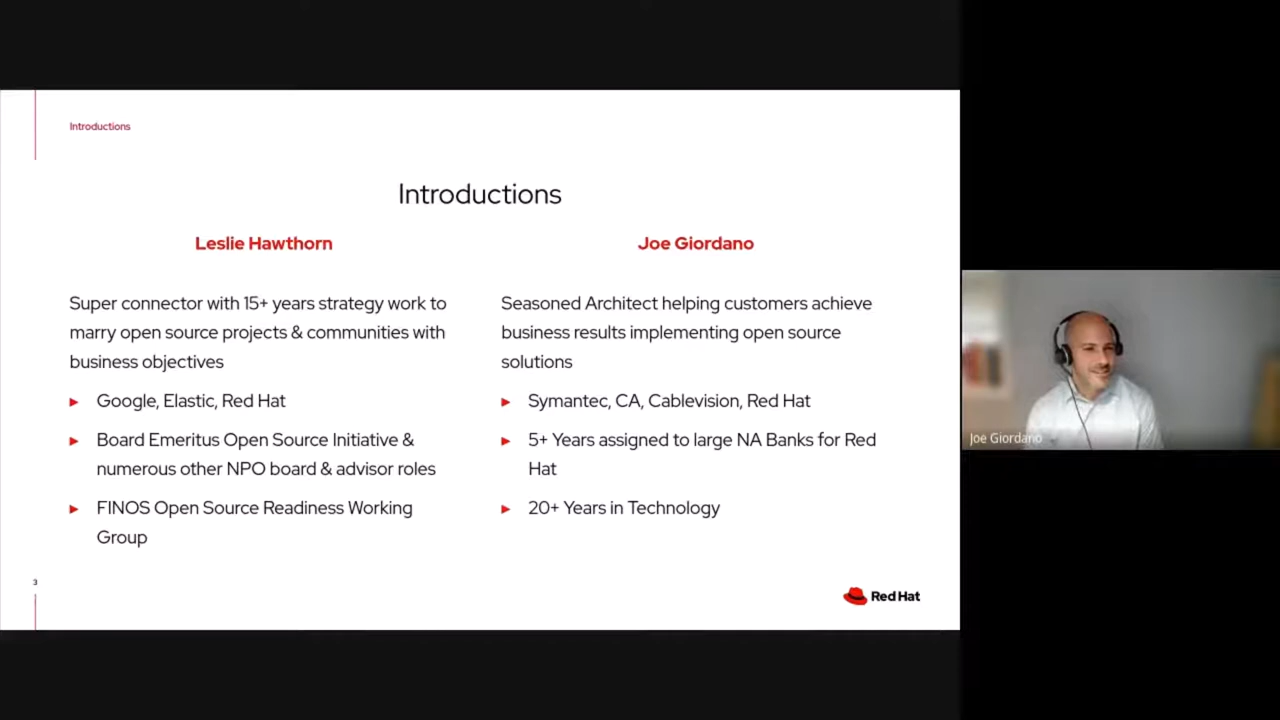 Introductions
Introductions
Leslie Hawthorn
Super connector with 15+ years strategy work to
marry open source projects & communities with
business objectives
► Google, Elastic, Red Hat
► Board Emeritus Open Source Initiative &
numerous other NPO board & advisor roles
► FINOS Open Source Readiness Working
Group
Joe Giordano
Seasoned Architect helping customers achieve
business results implementing open source
solutions
► Symantec, CA, Cablevision, Red Hat
► 5+ Years assigned to large NA Banks for Red
Hat
► 20+ Years in Technology
3
Red Hat
Joe Giordano